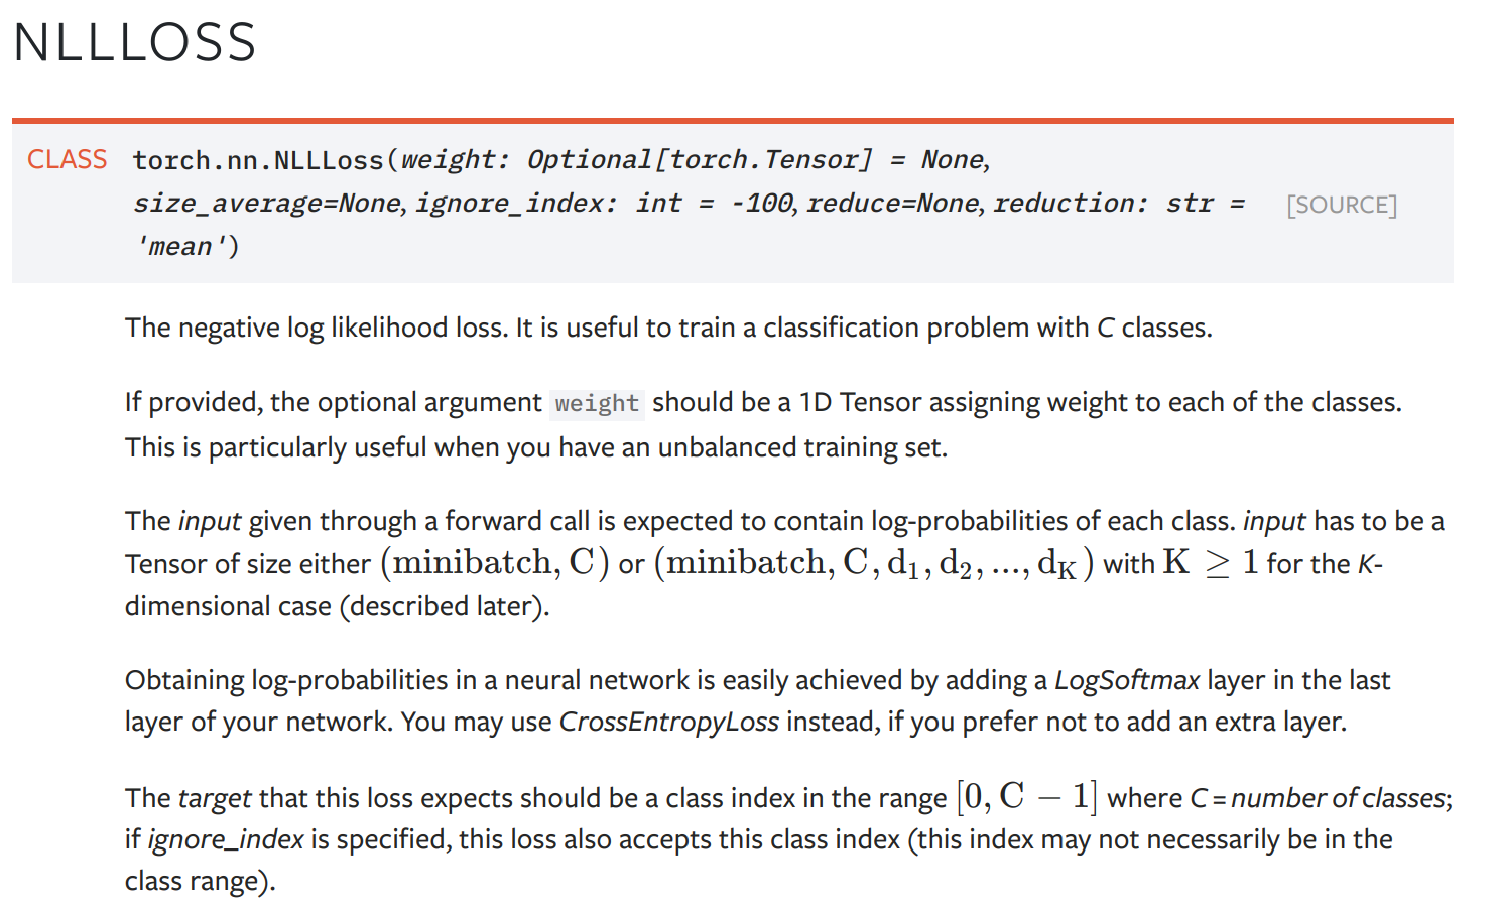 NLLLOSS
CLASS torch.nn.NLLLoss(weight: Optional[torch.Tensor] = None,
size_average=None, ignore_index: int = -100, reduce=None, reduction: str = [SOURCE]
'mean')
The negative log likelihood loss. It is useful to train a classification problem with C classes.
If provided, the optional argument weight should be a 1D Tensor assigning weight to each of the classes.
This is particularly useful when you have an unbalanced training set.
The input given through a forward call is expected to contain log-probabilities of each class. input has to be a
Tensor of size either (minibatch, C) or (minibatch, C, d₁, d₂, ..., d_K) with K ≥ 1 for the K-
dimensional case (described later).
Obtaining log-probabilities in a neural network is easily achieved by adding a LogSoftmax layer in the last
layer of your network. You may use CrossEntropyLoss instead, if you prefer not to add an extra layer.
The target that this loss expects should be a class index in the range [0, C − 1] where C = number of classes;
if ignore_index is specified, this loss also accepts this class index (this index may not necessarily be in the
class range).